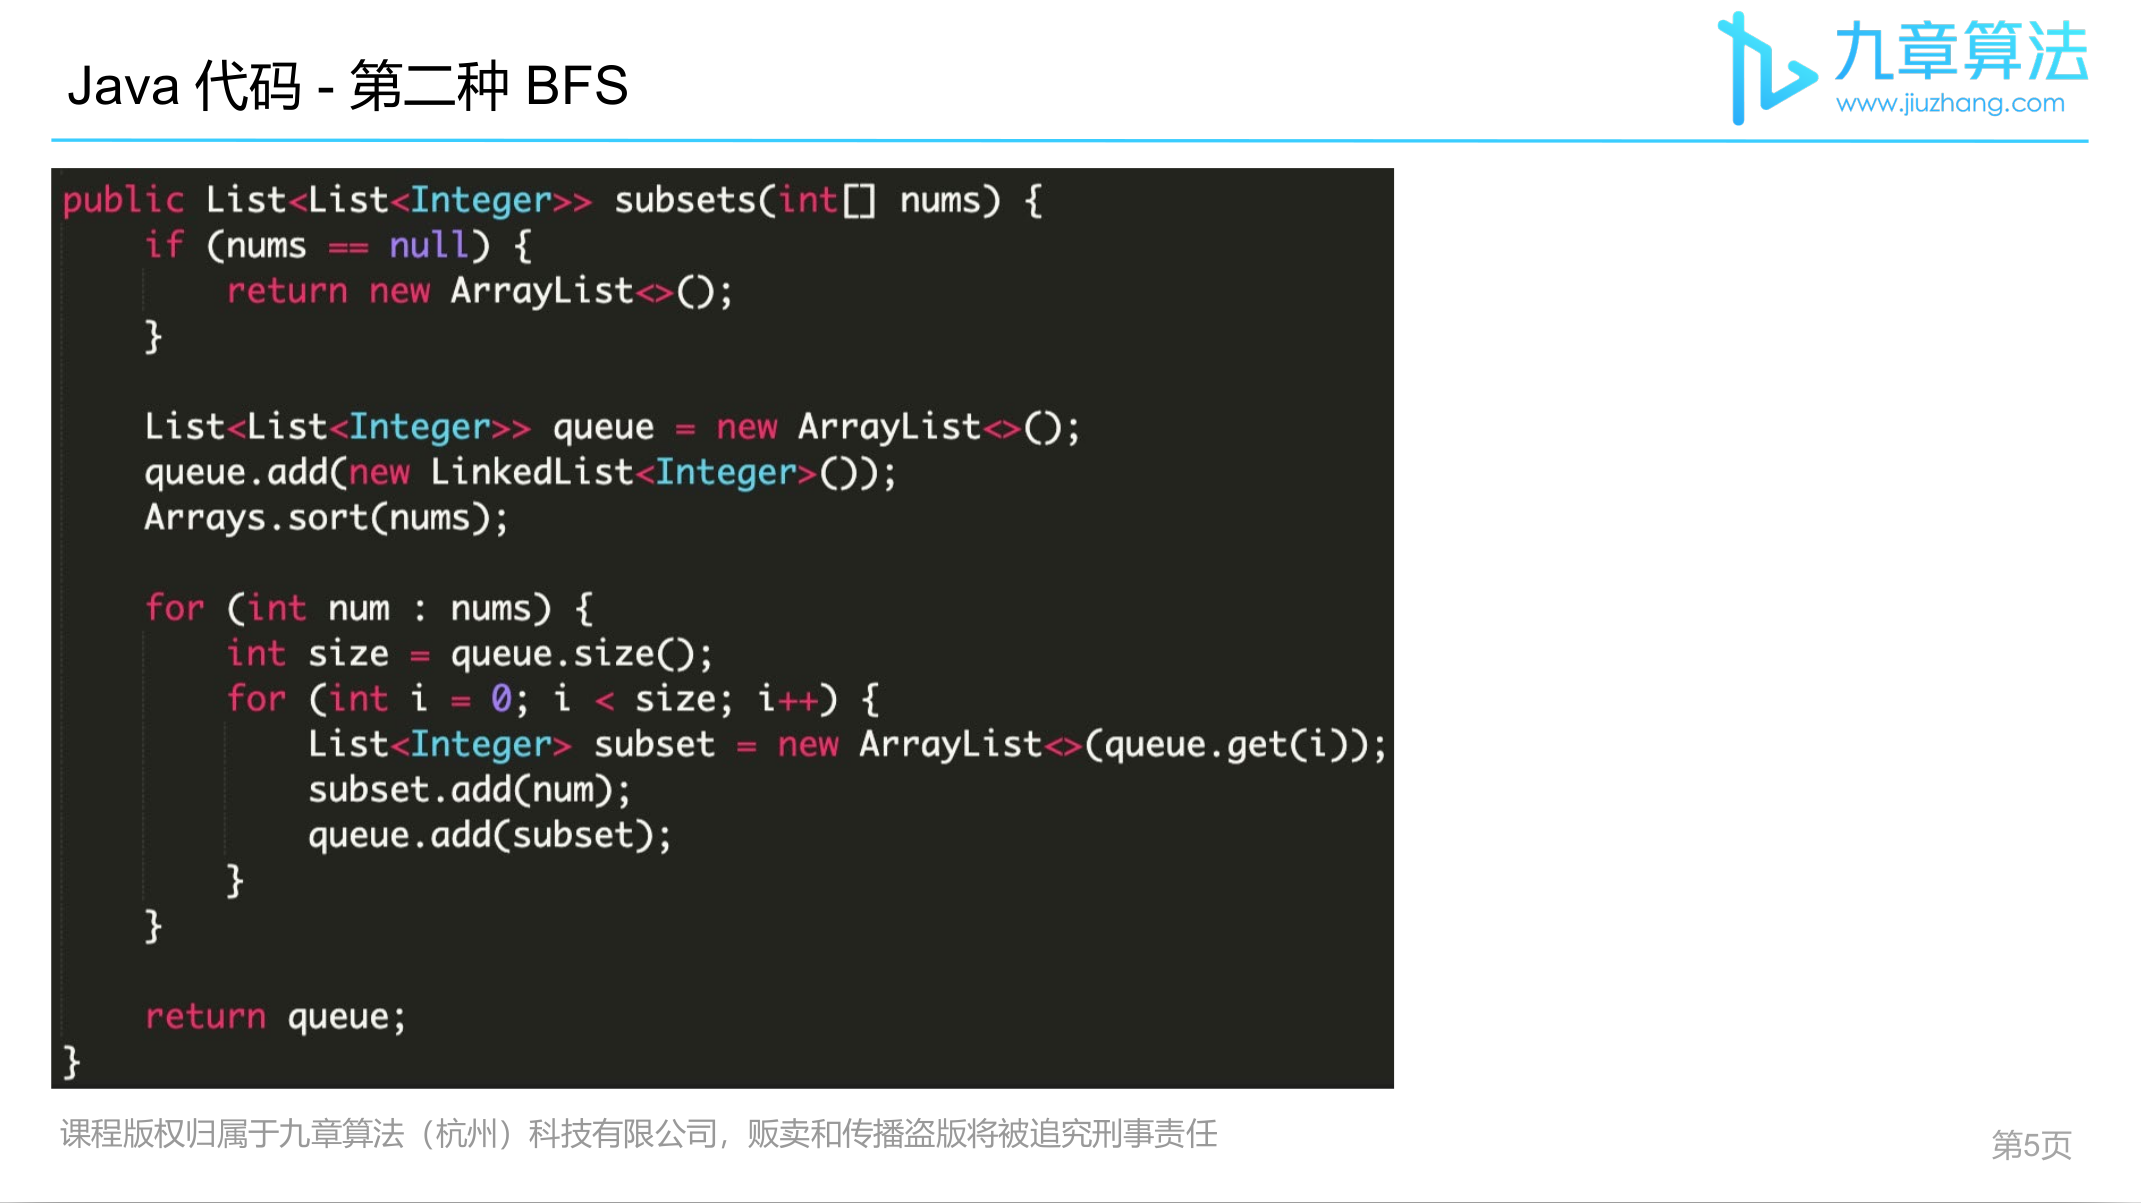 Java 代码 - 第二种 BFS
九章算法
www.jiuzhang.com
public List<List<Integer>> subsets(int[] nums) {
    if (nums == null) {
        return new ArrayList<>();
    }

    List<List<Integer>> queue = new ArrayList<>();
    queue.add(new LinkedList<Integer>());
    Arrays.sort(nums);

    for (int num : nums) {
        int size = queue.size();
        for (int i = 0; i < size; i++) {
            List<Integer> subset = new ArrayList<>(queue.get(i));
            subset.add(num);
            queue.add(subset);
        }
    }

    return queue;
}
课程版权归属于九章算法（杭州）科技有限公司，贩卖和传播盗版将被追究刑事责任
第5页